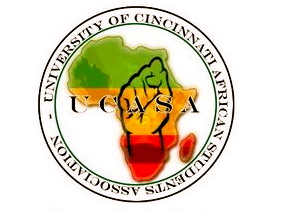 - UNIVERSITY OF CINCINNATI AFRICAN STUDENTS ASSOCIATION
UCASA